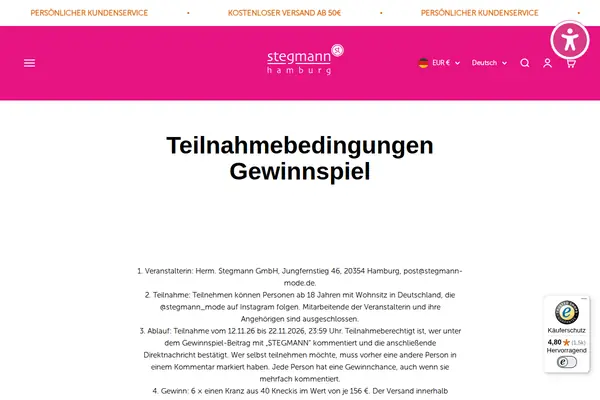 PERSÖNLICHER KUNDENSERVICE • KOSTENLOSER VERSAND AB 50€ • PERSÖNLICHER KUNDENSERVICE •
stegmann st
hamburg
EUR €
Deutsch
Teilnahmebedingungen
Gewinnspiel
1. Veranstalterin: Herm. Stegmann GmbH, Jungfernstieg 46, 20354 Hamburg, post@stegmann-
mode.de.
2. Teilnahme: Teilnehmen können Personen ab 18 Jahren mit Wohnsitz in Deutschland, die
@stegmann_mode auf Instagram folgen. Mitarbeitende der Veranstalterin und ihre
Angehörigen sind ausgeschlossen.
3. Ablauf: Teilnahme vom 12.11.26 bis 22.11.2026, 23:59 Uhr. Teilnahmeberechtigt ist, wer unter
dem Gewinnspiel-Beitrag mit „STEGMANN“ kommentiert und die anschließende
Direktnachricht bestätigt. Wer selbst teilnehmen möchte, muss vorher eine andere Person in
einem Kommentar markiert haben. Jede Person hat eine Gewinnchance, auch wenn sie
mehrfach kommentiert.
4. Gewinn: 6 × einen Kranz aus 40 Kneckis im Wert von je 156 €. Der Versand innerhalb
Käuferschutz
4,80 ★ (1,5k)
Hervorragend